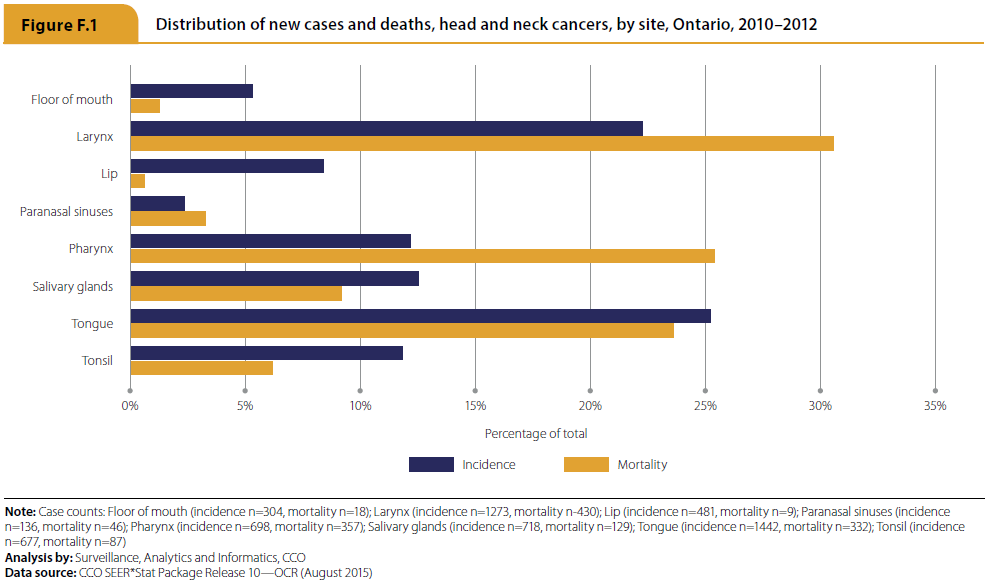 Figure F.1
Distribution of new cases and deaths, head and neck cancers, by site, Ontario, 2010–2012
Floor of mouth
Larynx
Lip
Paranasal sinuses
Pharynx
Salivary glands
Tongue
Tonsil
0% 5% 10% 15% 20% 25% 30% 35%
Percentage of total
Incidence Mortality
Note: Case counts: Floor of mouth (incidence n=304, mortality n=18); Larynx (incidence n=1273, mortality n-430); Lip (incidence n=481, mortality n=9); Paranasal sinuses (incidence
n=136, mortality n=46); Pharynx (incidence n=698, mortality n=357); Salivary glands (incidence n=718, mortality n=129); Tongue (incidence n=1442, mortality n=332); Tonsil (incidence
n=677, mortality n=87)
Analysis by: Surveillance, Analytics and Informatics, CCO
Data source: CCO SEER*Stat Package Release 10—OCR (August 2015)